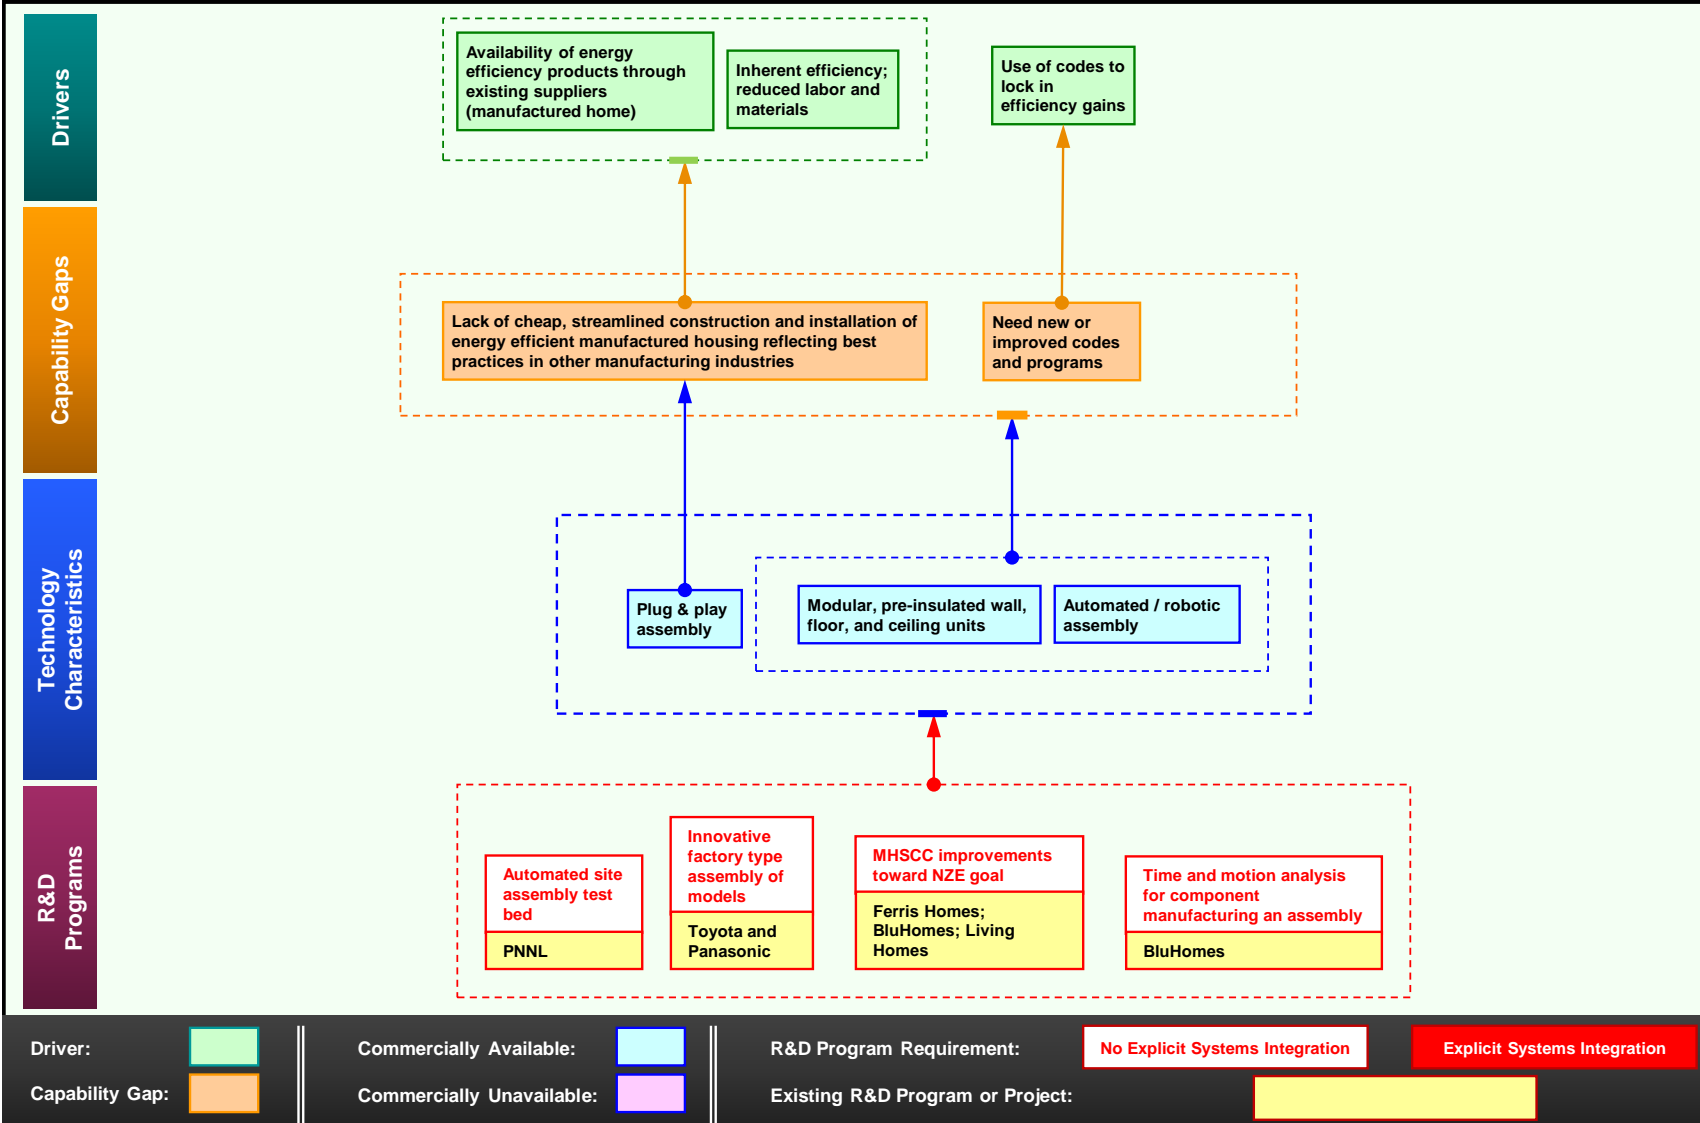 Drivers
Availability of energy
efficiency products through
existing suppliers
(manufactured home)
Inherent efficiency;
reduced labor and
materials
Use of codes to
lock in
efficiency gains
Capability Gaps
Lack of cheap, streamlined construction and installation of
energy efficient manufactured housing reflecting best
practices in other manufacturing industries
Need new or
improved codes
and programs
Technology
Characteristics
Plug & play
assembly
Modular, pre-insulated wall,
floor, and ceiling units
Automated / robotic
assembly
R&D
Programs
Automated site
assembly test
bed
PNNL
Innovative
factory type
assembly of
models
Toyota and
Panasonic
MHSCC improvements
toward NZE goal
Ferris Homes;
BluHomes; Living
Homes
Time and motion analysis
for component
manufacturing an assembly
BluHomes
Driver:
Capability Gap:
Commercially Available:
Commercially Unavailable:
R&D Program Requirement:
No Explicit Systems Integration
Explicit Systems Integration
Existing R&D Program or Project: